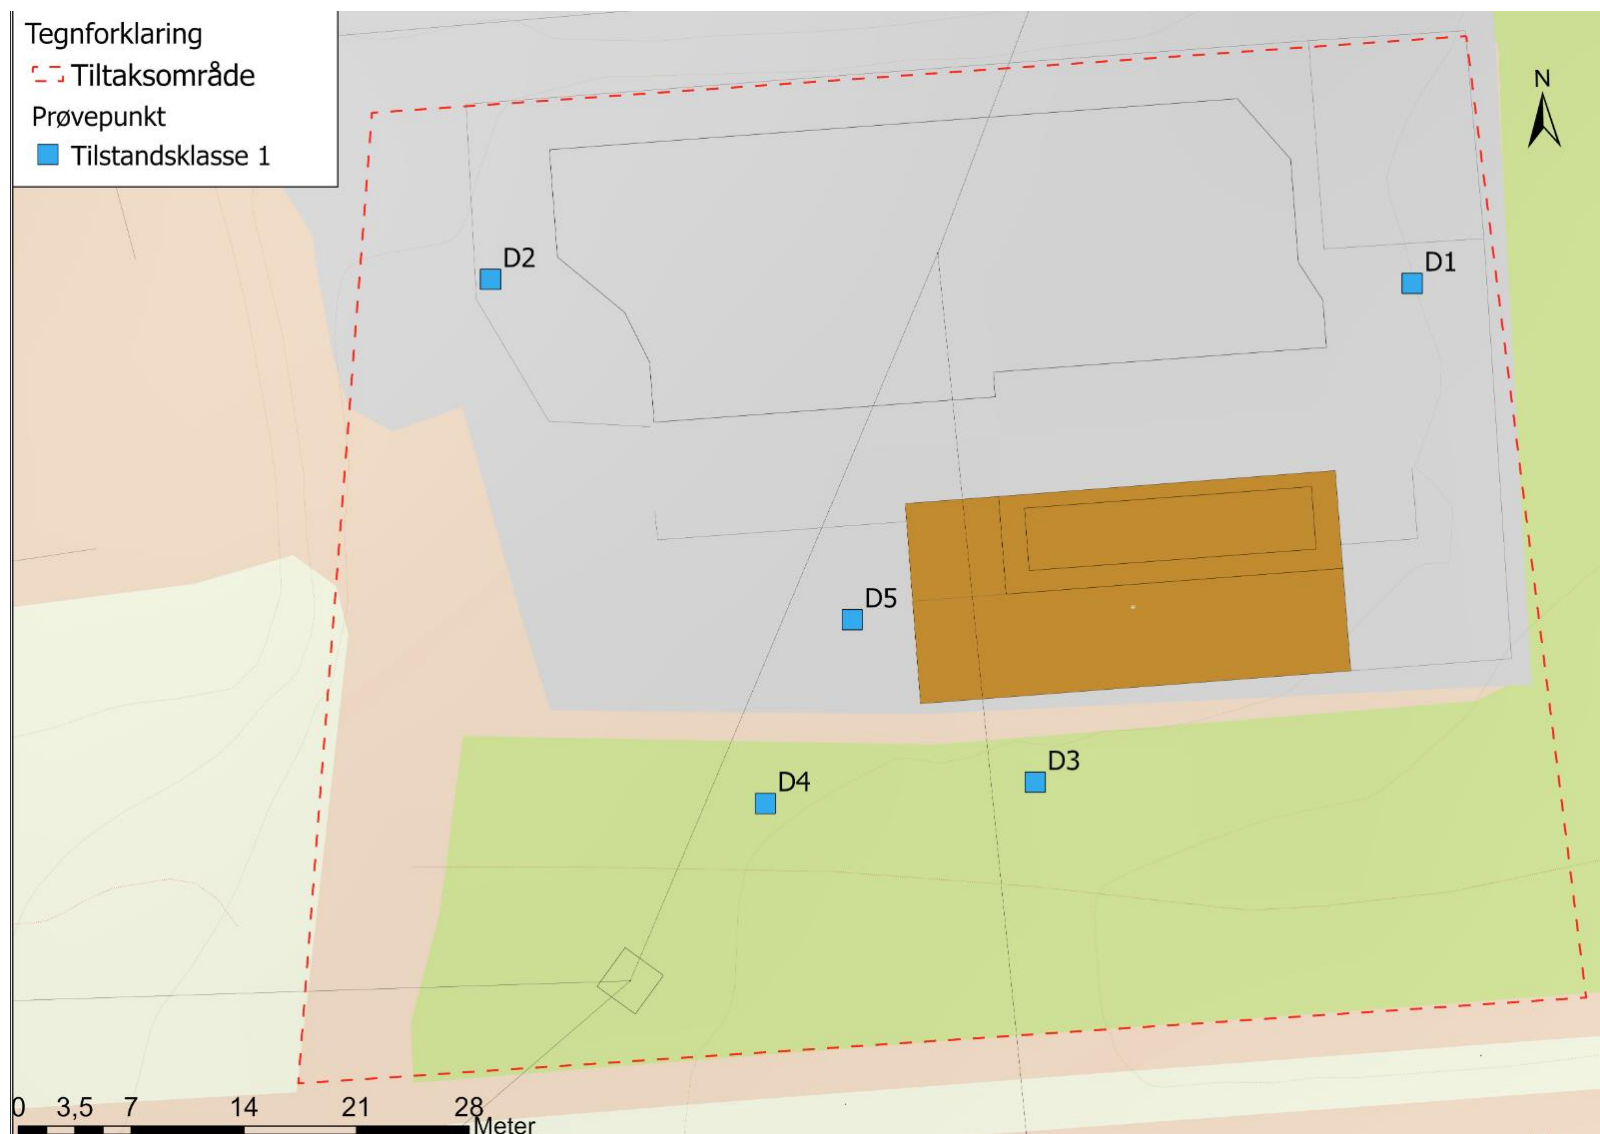 Tegnforklaring
Tiltaksområde
Prøvepunkt
Tilstandsklasse 1
N
D2
D1
D5
D3
D4
0 3,5 7 14 21 28
Meter